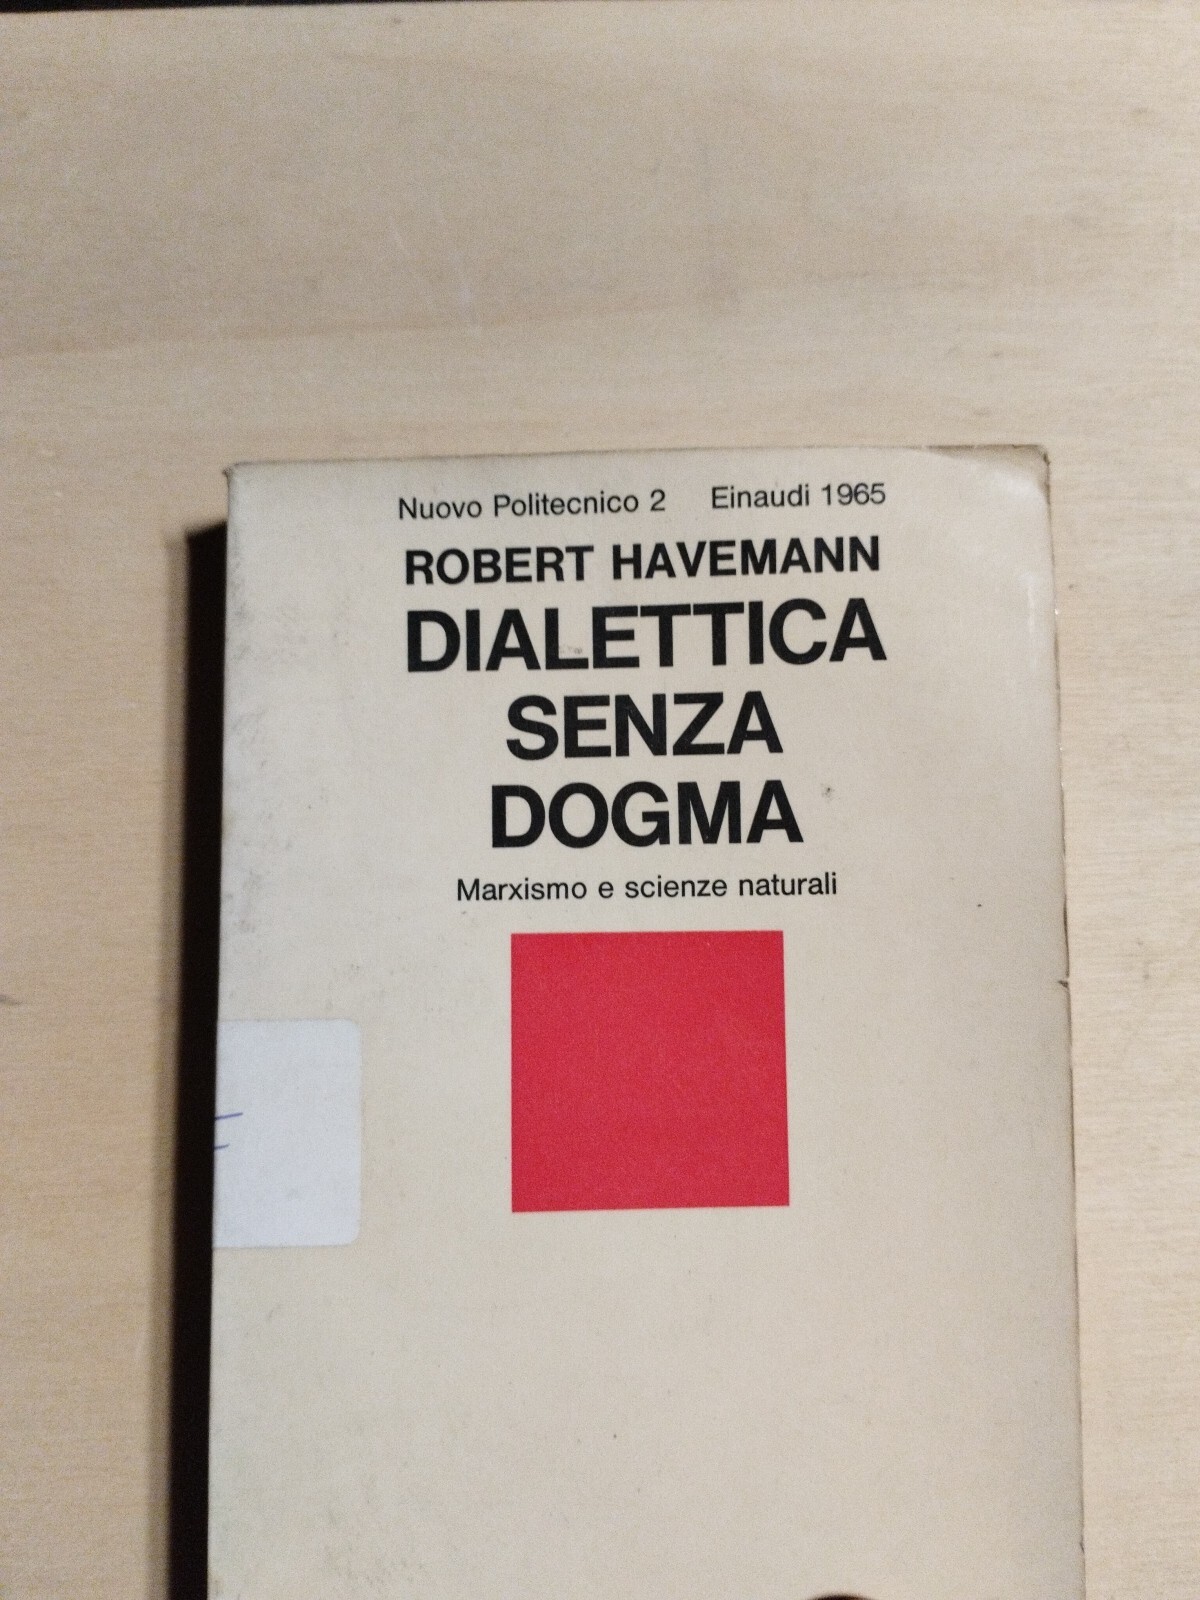 Nuovo Politecnico 2 Einaudi 1965
ROBERT HAVEMANN
DIALETTICA
SENZA
DOGMA
Marxismo e scienze naturali